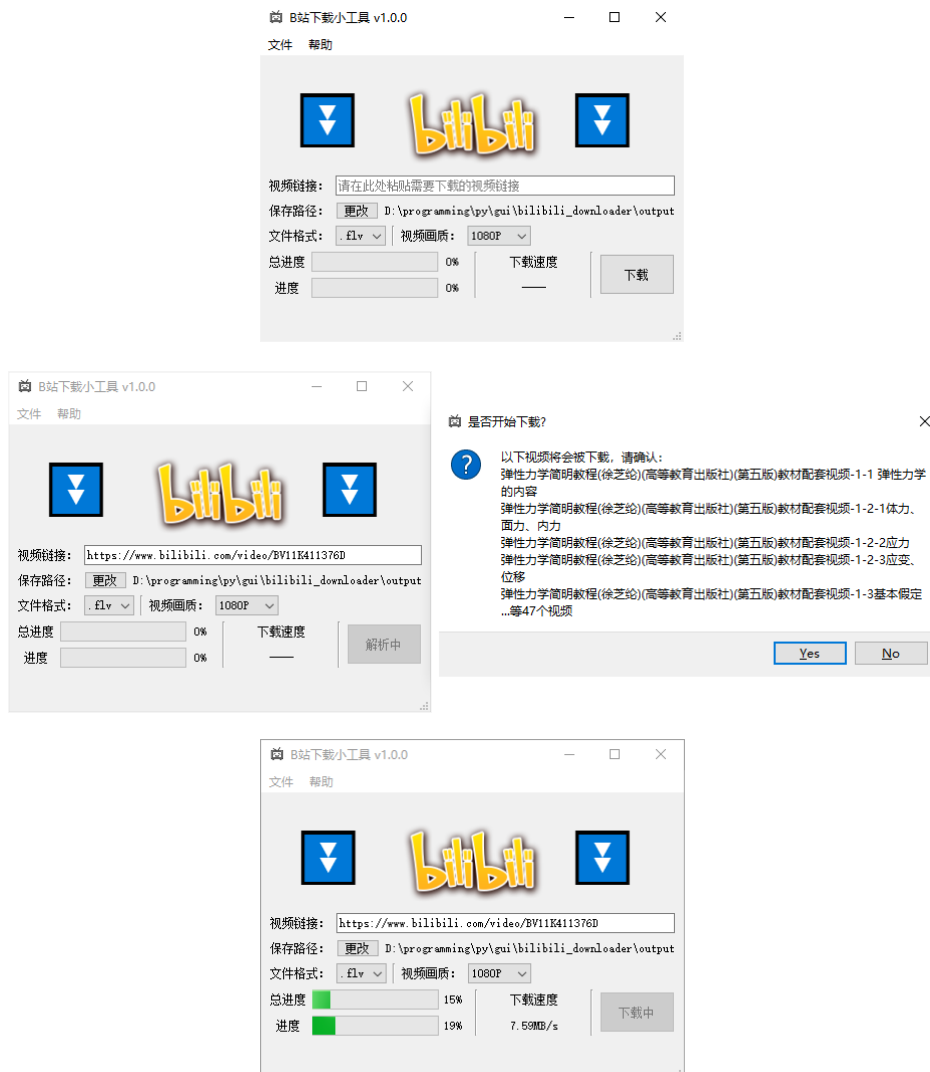 B站下载小工具 v1.0.0
文件 帮助
bilibili
视频链接: 请在此处粘贴需要下载的视频链接
保存路径: 更改 D:\programming\py\gui\bilibili_downloader\output
文件格式: .flv 视频画质: 1080P
总进度 0% 下载速度
进度 0% ——
下载
B站下载小工具 v1.0.0
文件 帮助
bilibili
视频链接: https://www.bilibili.com/video/BV11K411376D
保存路径: 更改 D:\programming\py\gui\bilibili_downloader\output
文件格式: .flv 视频画质: 1080P
总进度 0% 下载速度
进度 0% ——
解析中
是否开始下载?
以下视频将会被下载，请确认:
弹性力学简明教程(徐芝纶)(高等教育出版社)(第五版)教材配套视频-1-1 弹性力学
的内容
弹性力学简明教程(徐芝纶)(高等教育出版社)(第五版)教材配套视频-1-2-1体力、
面力、内力
弹性力学简明教程(徐芝纶)(高等教育出版社)(第五版)教材配套视频-1-2-2应力
弹性力学简明教程(徐芝纶)(高等教育出版社)(第五版)教材配套视频-1-2-3应变、
位移
弹性力学简明教程(徐芝纶)(高等教育出版社)(第五版)教材配套视频-1-3基本假定
...等47个视频
Yes No
B站下载小工具 v1.0.0
文件 帮助
bilibili
视频链接: https://www.bilibili.com/video/BV11K411376D
保存路径: 更改 D:\programming\py\gui\bilibili_downloader\output
文件格式: .flv 视频画质: 1080P
总进度 15% 下载速度
进度 19% 7.59MB/s
下载中